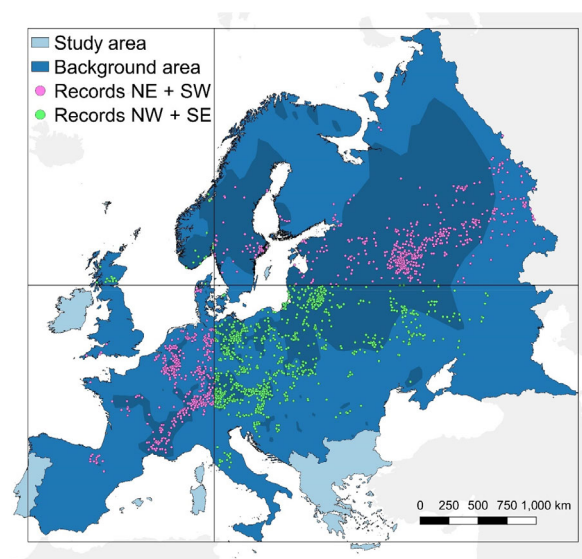 Study area
Background area
Records NE + SW
Records NW + SE
0 250 500 750 1,000 km